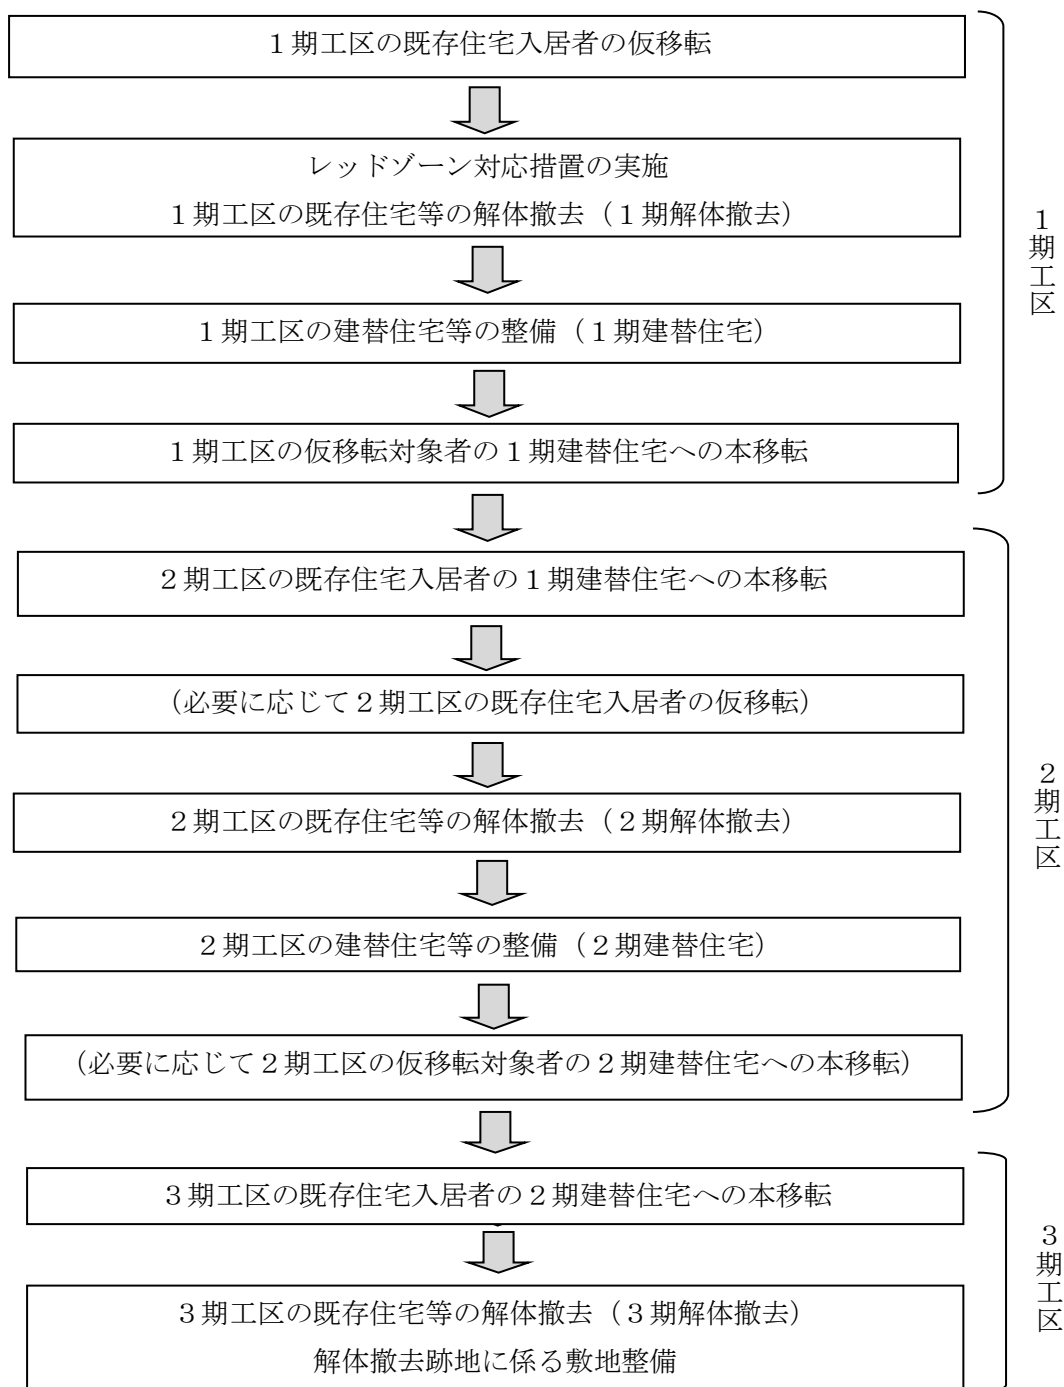 １期工区の既存住宅入居者の仮移転
レッドゾーン対応措置の実施
１期工区の既存住宅等の解体撤去（１期解体撤去）
１期工区の建替住宅等の整備（１期建替住宅）
１期工区の仮移転対象者の１期建替住宅への本移転
１期工区
２期工区の既存住宅入居者の１期建替住宅への本移転
（必要に応じて２期工区の既存住宅入居者の仮移転）
２期工区の既存住宅等の解体撤去（２期解体撤去）
２期工区の建替住宅等の整備（２期建替住宅）
（必要に応じて２期工区の仮移転対象者の２期建替住宅への本移転）
２期工区
３期工区の既存住宅入居者の２期建替住宅への本移転
３期工区の既存住宅等の解体撤去（３期解体撤去）
解体撤去跡地に係る敷地整備
３期工区